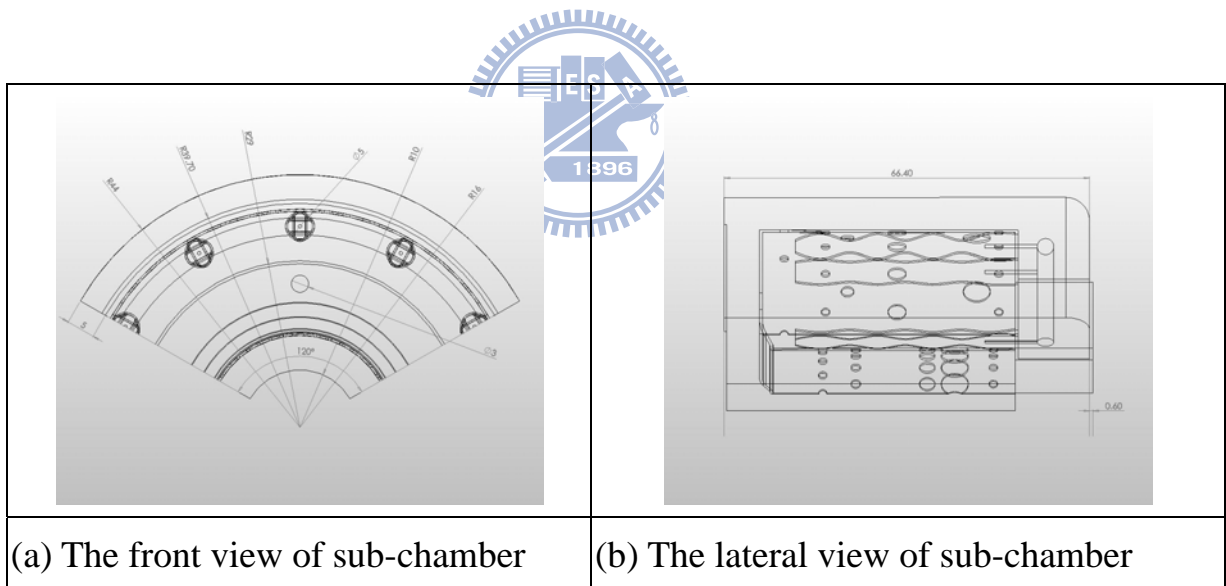 E S A
1896
R44
R39.70
R29
⌀5
R10
R16
5
120°
⌀3
66.40
0.60
(a) The front view of sub-chamber
(b) The lateral view of sub-chamber